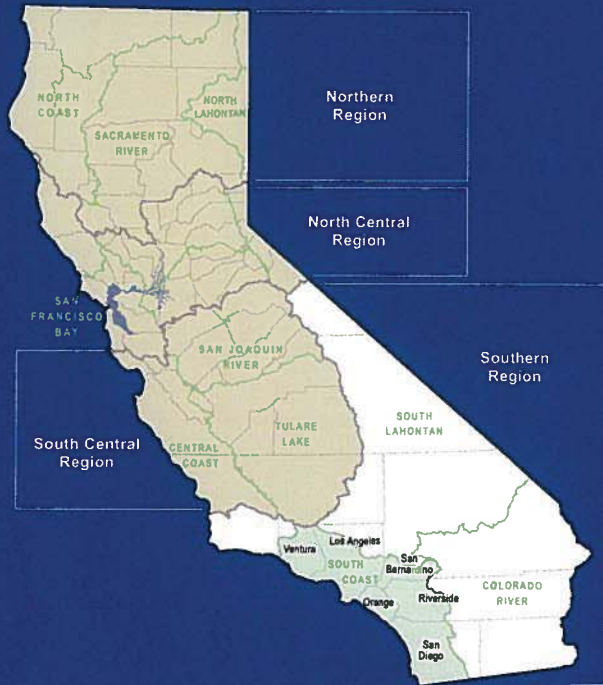 NORTH
COAST
NORTH
LAHONTAN
SACRAMENTO
RIVER
Northern
Region
North Central
Region
SAN
FRANCISCO
BAY
SAN JOAQUIN
RIVER
Southern
Region
SOUTH
LAHONTAN
South Central
Region
CENTRAL
COAST
TULARE
LAKE
Ventura
Los Angeles
SOUTH
COAST
San
Bernardino
Orange
Riverside
COLORADO
RIVER
San
Diego